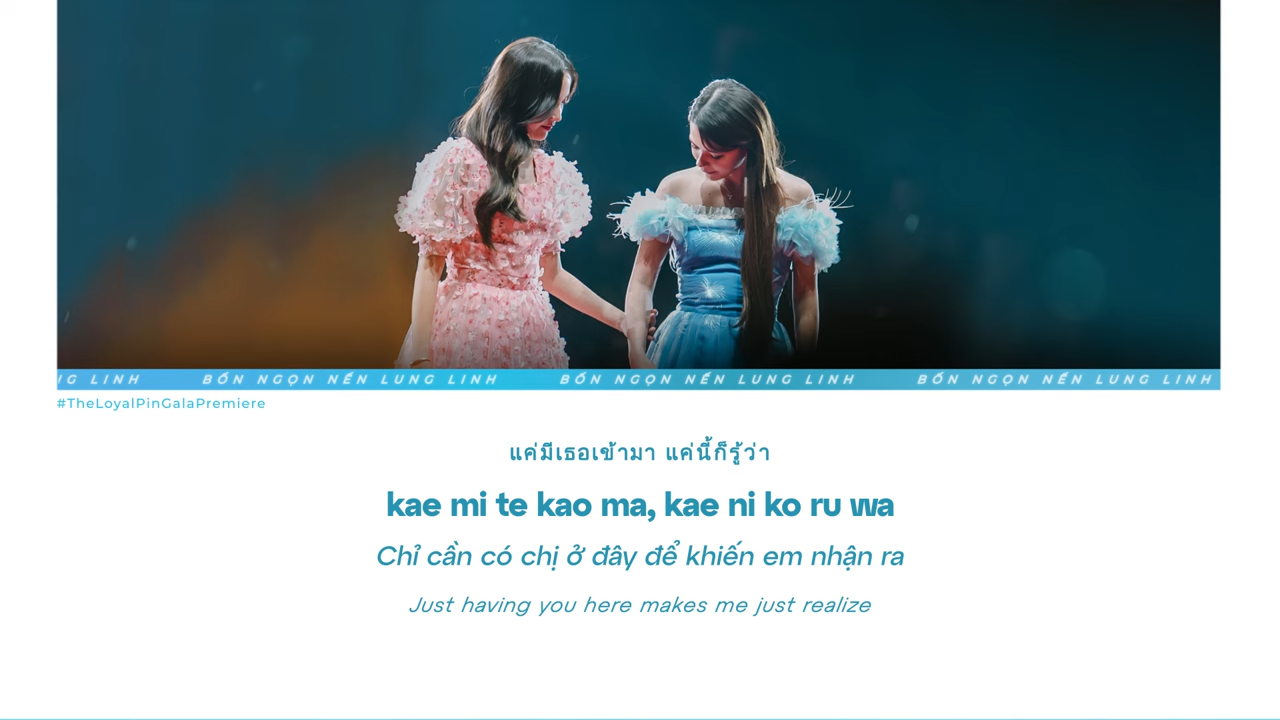 IG LINH BỐN NGỌN NẾN LUNG LINH BỐN NGỌN NẾN LUNG LINH BỐN NGỌN NẾN LUNG LINH
#TheLoyalPinGalaPremiere
แค่มีเธอเข้ามา แค่นี้ก็รู้ว่า
kae mi te kao ma, kae ni ko ru wa
Chỉ cần có chị ở đây để khiến em nhận ra
Just having you here makes me just realize